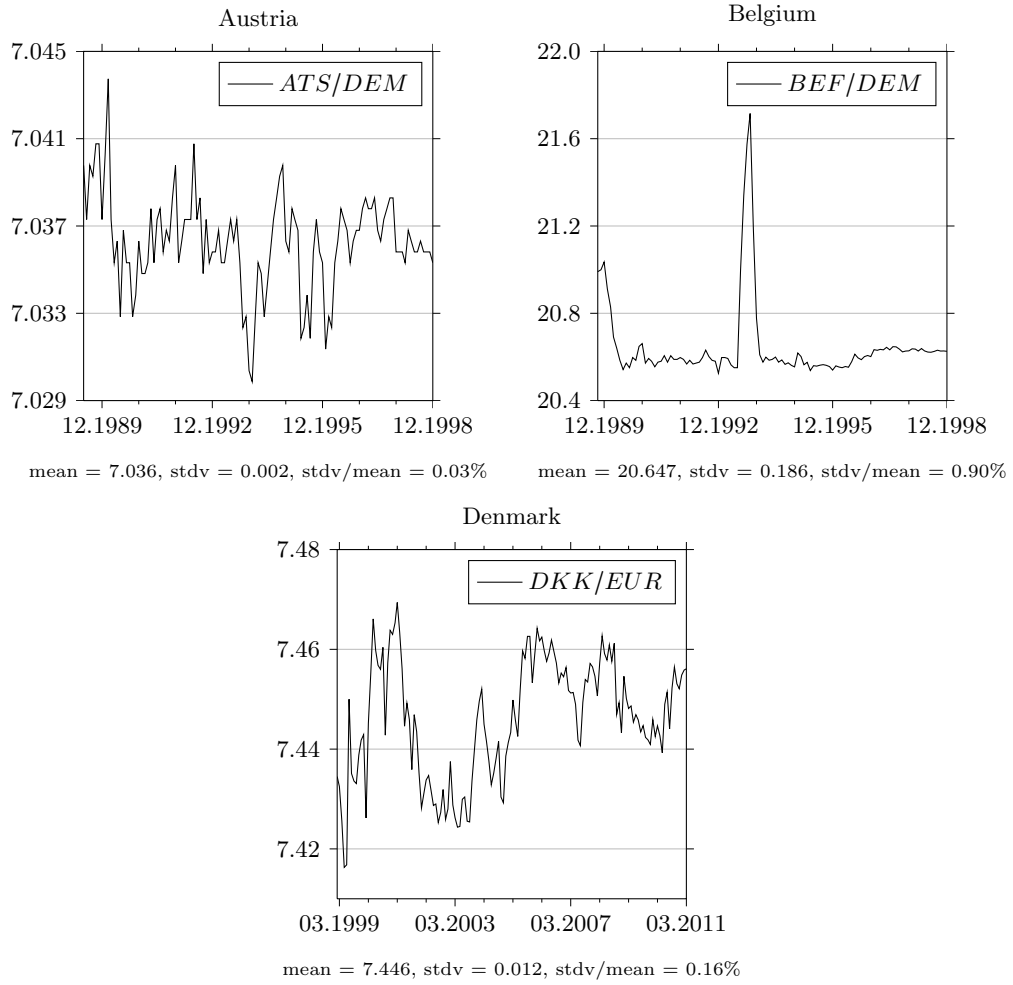 Austria
7.045
7.041
7.037
7.033
7.029
ATS/DEM
12.1989 12.1992 12.1995 12.1998
mean = 7.036, stdv = 0.002, stdv/mean = 0.03%
Belgium
22.0
21.6
21.2
20.8
20.4
BEF/DEM
12.1989 12.1992 12.1995 12.1998
mean = 20.647, stdv = 0.186, stdv/mean = 0.90%
Denmark
7.48
7.46
7.44
7.42
DKK/EUR
03.1999 03.2003 03.2007 03.2011
mean = 7.446, stdv = 0.012, stdv/mean = 0.16%